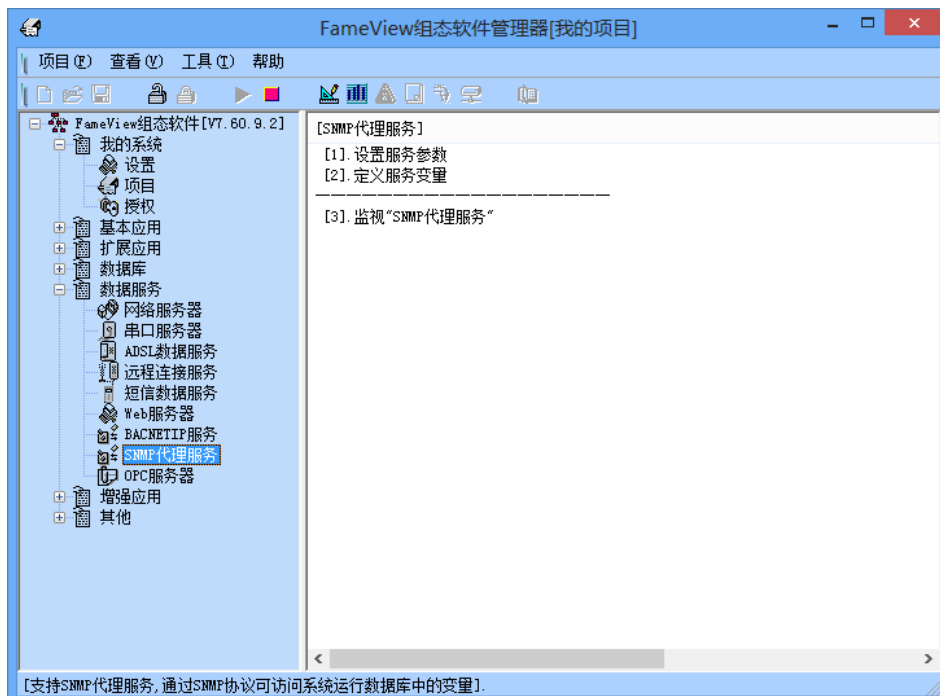 FameView组态软件管理器[我的项目]
项目(F) 查看(V) 工具(T) 帮助
FameView组态软件[V7.60.9.2]
我的系统
设置
项目
授权
基本应用
扩展应用
数据库
数据服务
网络服务器
串口服务器
ADSL数据服务
远程连接服务
短信数据服务
Web服务器
BACNETIP服务
SNMP代理服务
OPC服务器
增强应用
其他
[SNMP代理服务]
[1].设置服务参数
[2].定义服务变量
[3].监视"SNMP代理服务"
[支持SNMP代理服务,通过SNMP协议可访问系统运行数据库中的变量].